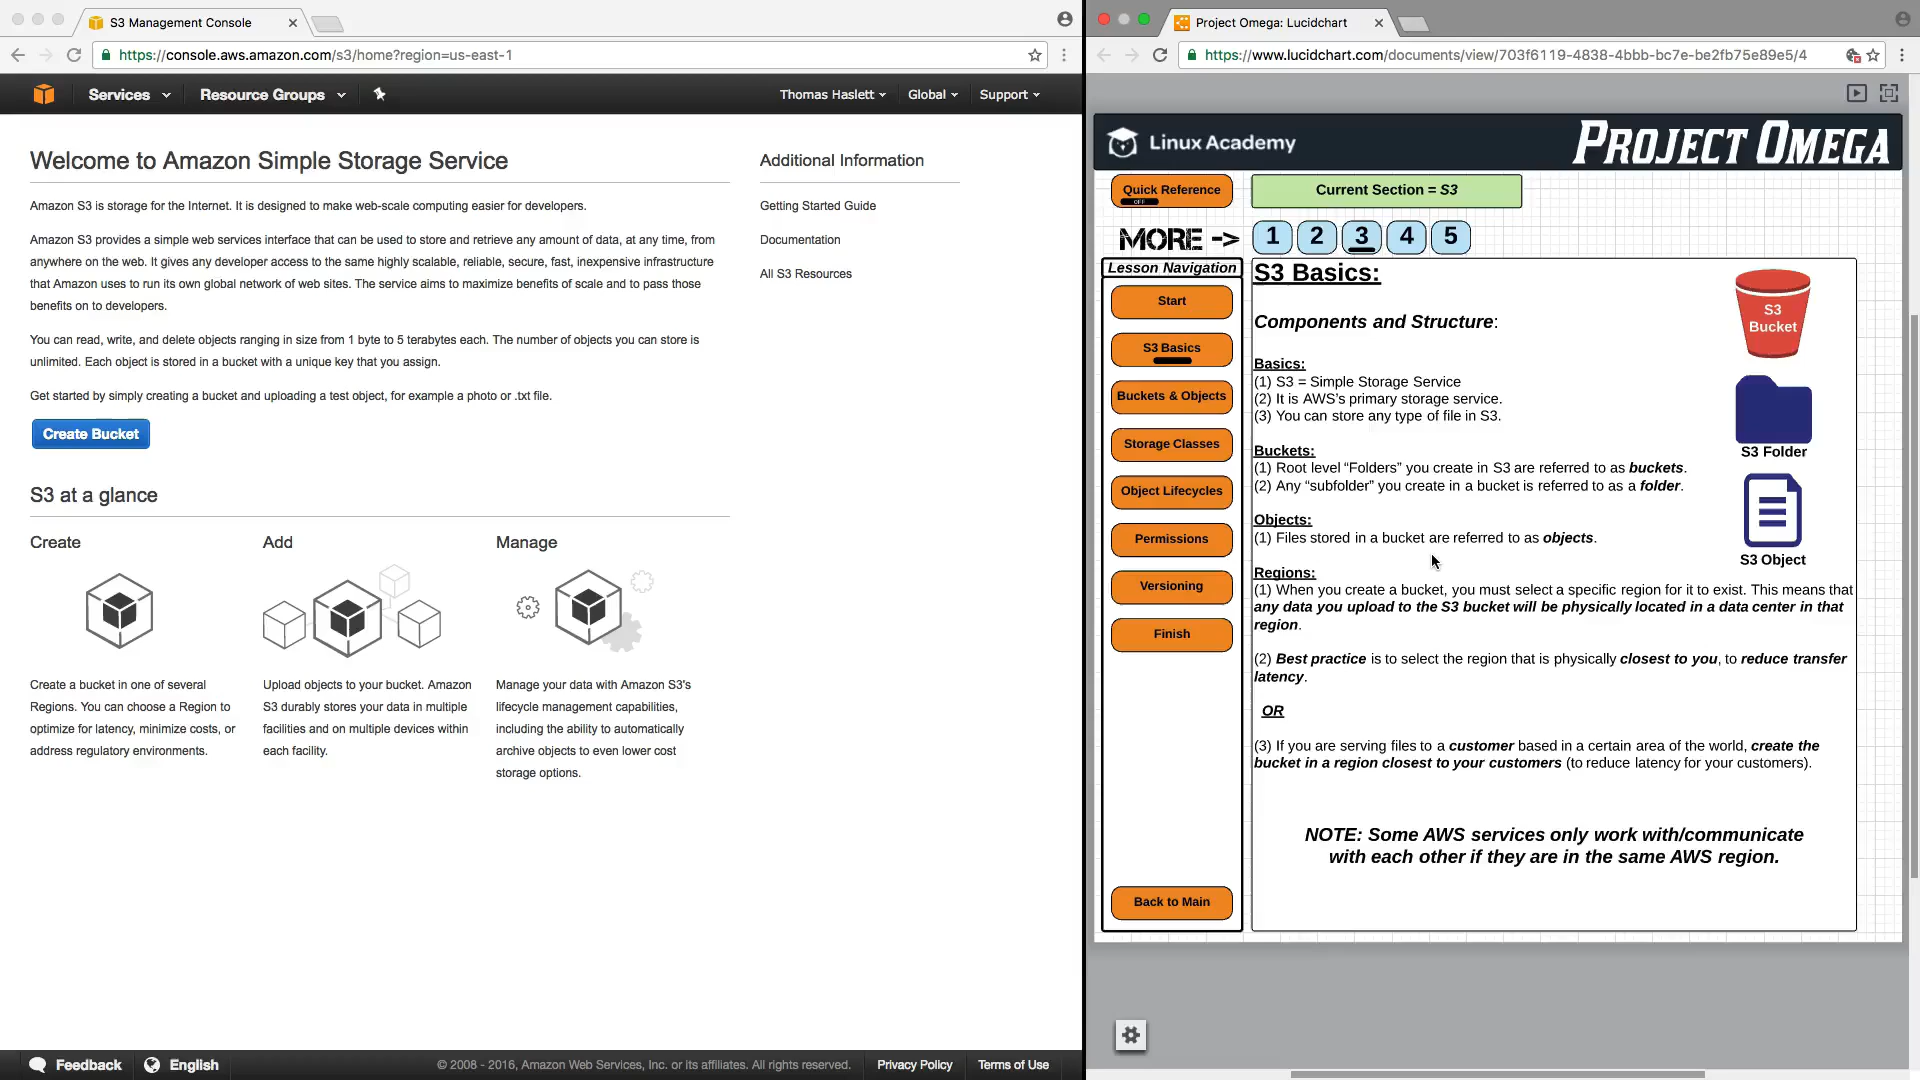 S3 Management Console
https://console.aws.amazon.com/s3/home?region=us-east-1
Services
Resource Groups
Thomas Haslett
Global
Support
Welcome to Amazon Simple Storage Service
Amazon S3 is storage for the Internet. It is designed to make web-scale computing easier for developers.
Amazon S3 provides a simple web services interface that can be used to store and retrieve any amount of data, at any time, from
anywhere on the web. It gives any developer access to the same highly scalable, reliable, secure, fast, inexpensive infrastructure
that Amazon uses to run its own global network of web sites. The service aims to maximize benefits of scale and to pass those
benefits on to developers.
You can read, write, and delete objects ranging in size from 1 byte to 5 terabytes each. The number of objects you can store is
unlimited. Each object is stored in a bucket with a unique key that you assign.
Get started by simply creating a bucket and uploading a test object, for example a photo or .txt file.
Create Bucket
S3 at a glance
Create
Create a bucket in one of several
Regions. You can choose a Region to
optimize for latency, minimize costs, or
address regulatory environments.
Add
Upload objects to your bucket. Amazon
S3 durably stores your data in multiple
facilities and on multiple devices within
each facility.
Manage
Manage your data with Amazon S3's
lifecycle management capabilities,
including the ability to automatically
archive objects to even lower cost
storage options.
Additional Information
Getting Started Guide
Documentation
All S3 Resources
Feedback
English
© 2008 - 2016, Amazon Web Services, Inc. or its affiliates. All rights reserved.
Privacy Policy
Terms of Use
Project Omega: Lucidchart
https://www.lucidchart.com/documents/view/703f6119-4838-4bbb-bc7e-be2fb75e89e5/4
Linux Academy
PROJECT OMEGA
Quick Reference
OFF
Current Section = S3
MORE ->
1
2
3
4
5
Lesson Navigation
Start
S3 Basics
Buckets & Objects
Storage Classes
Object Lifecycles
Permissions
Versioning
Finish
Back to Main
S3 Basics:
Components and Structure:
Basics:
(1) S3 = Simple Storage Service
(2) It is AWS's primary storage service.
(3) You can store any type of file in S3.
Buckets:
(1) Root level “Folders” you create in S3 are referred to as buckets.
(2) Any “subfolder” you create in a bucket is referred to as a folder.
Objects:
(1) Files stored in a bucket are referred to as objects.
Regions:
(1) When you create a bucket, you must select a specific region for it to exist. This means that
any data you upload to the S3 bucket will be physically located in a data center in that
region.
(2) Best practice is to select the region that is physically closest to you, to reduce transfer
latency.
OR
(3) If you are serving files to a customer based in a certain area of the world, create the
bucket in a region closest to your customers (to reduce latency for your customers).
NOTE: Some AWS services only work with/communicate
with each other if they are in the same AWS region.
S3
Bucket
S3 Folder
S3 Object